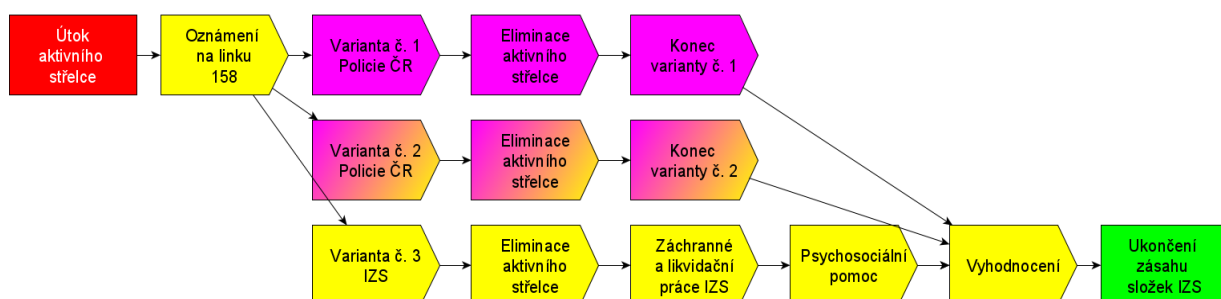 Útok
aktivního
střelce
Oznámení
na linku
158
Varianta č. 1
Policie ČR
Eliminace
aktivního
střelce
Konec
varianty č. 1
Varianta č. 2
Policie ČR
Eliminace
aktivního
střelce
Konec
varianty č. 2
Varianta č. 3
IZS
Eliminace
aktivního
střelce
Záchranné
a likvidační
práce IZS
Psychosociální
pomoc
Vyhodnocení
Ukončení
zásahu
složek IZS